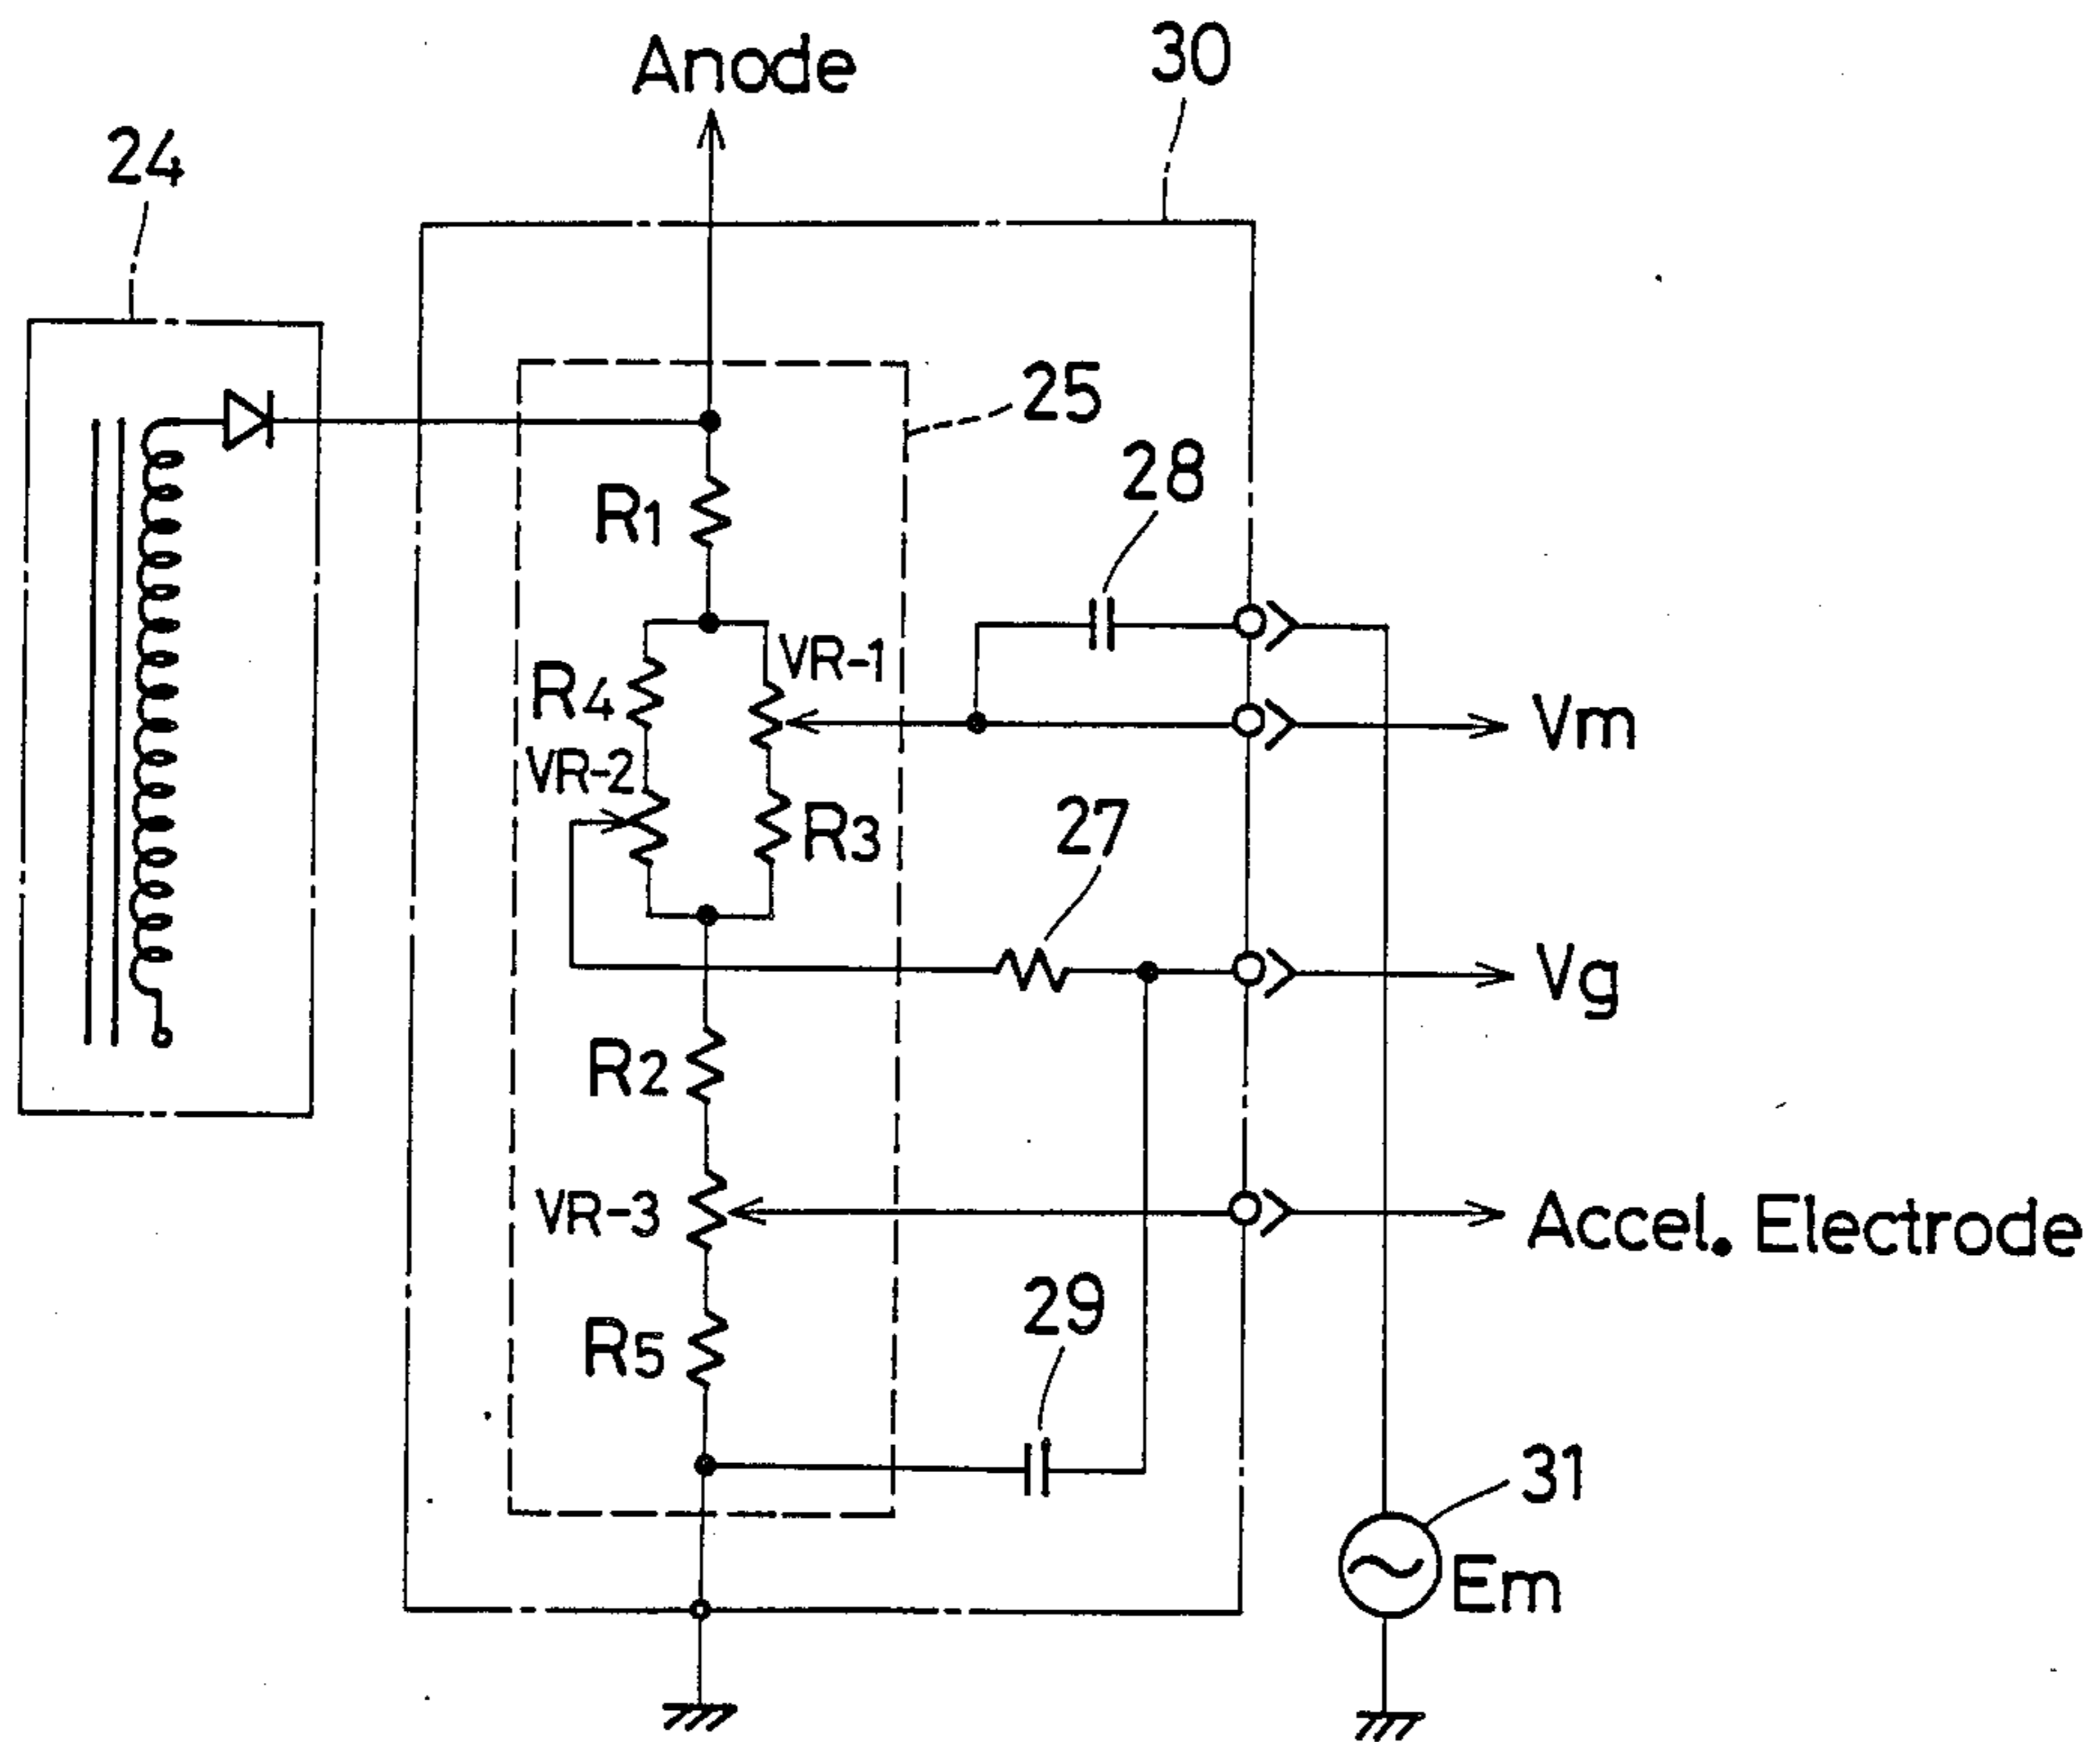 Anode
30
24
25
28
R1
VR-1
R4
Vm
VR-2
27
R3
Vg
R2
VR-3
Accel. Electrode
29
R5
31
Em